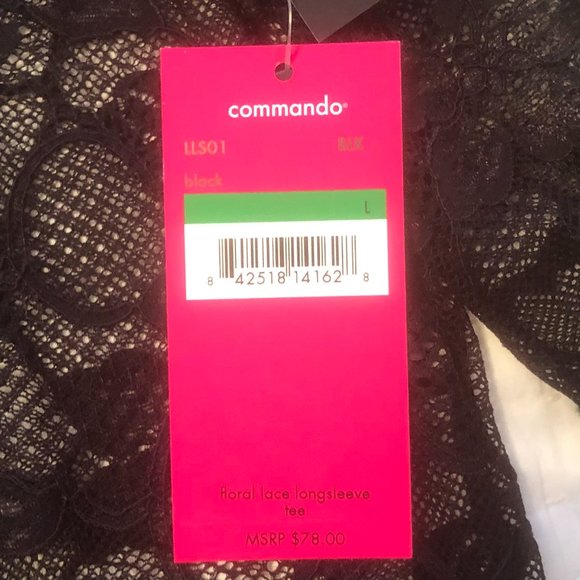 commando®
LLS01 BLK
black
L
8 42518 14162 8
floral lace longsleeve
tee
MSRP $78.00